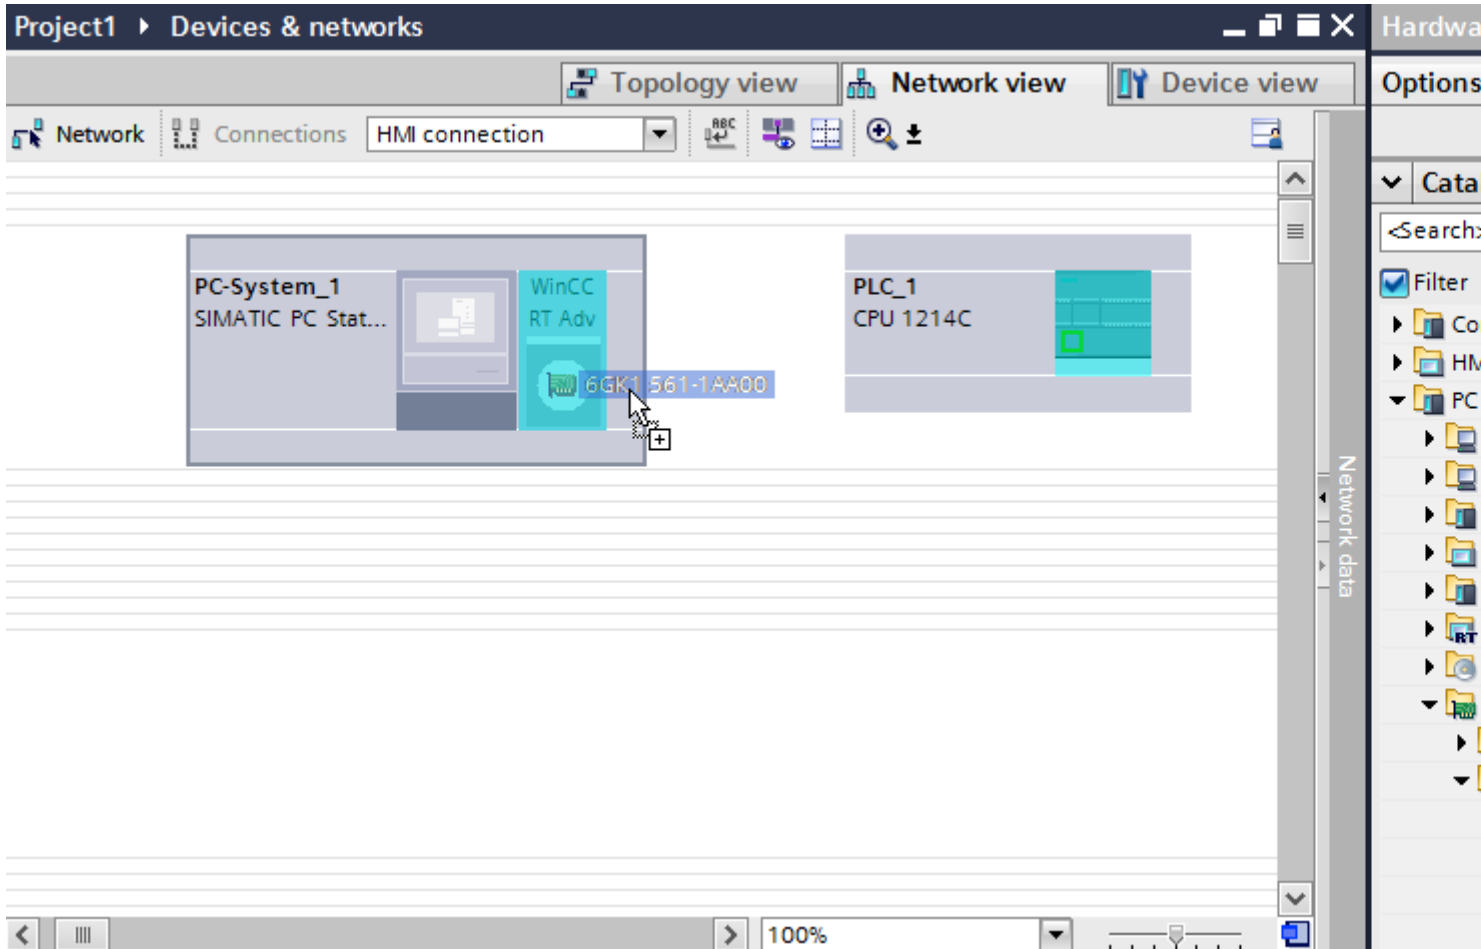 Project1 Devices & networks
Hardwa
Topology view Network view Device view
Options
Network Connections HMI connection
ABC
Cata
<Search>
Filter
PC-System_1
SIMATIC PC Stat...
WinCC
RT Adv
6GK1 561-1AA00
PLC_1
CPU 1214C
Co
HM
PC
Network data
RT
100%